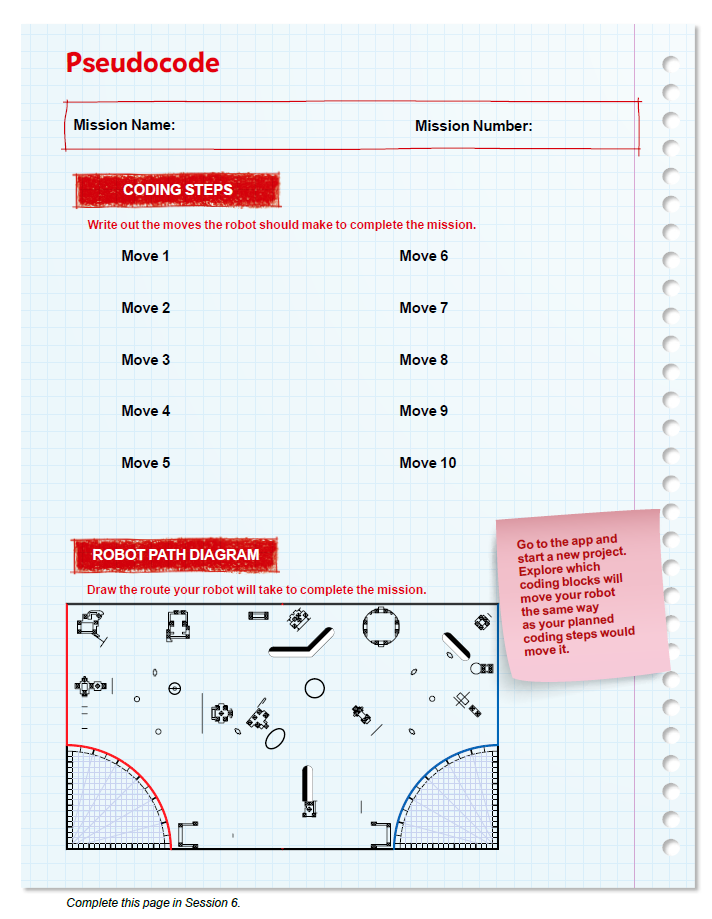 Pseudocode
Mission Name:
Mission Number:
CODING STEPS
Write out the moves the robot should make to complete the mission.
Move 1
Move 2
Move 3
Move 4
Move 5
Move 6
Move 7
Move 8
Move 9
Move 10
ROBOT PATH DIAGRAM
Draw the route your robot will take to complete the mission.
Go to the app and
start a new project.
Explore which
coding blocks will
move your robot
the same way
as your planned
coding steps would
move it.
Complete this page in Session 6.